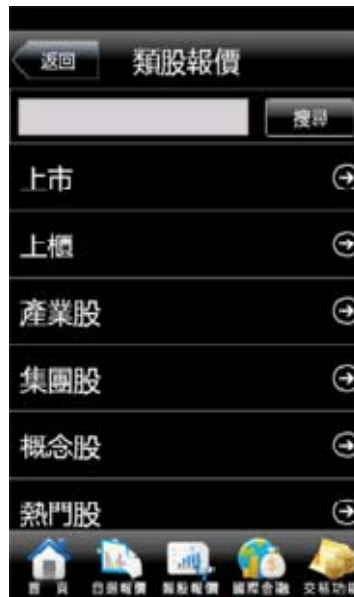 返回 類股報價
搜尋
上市
上櫃
產業股
集團股
概念股
熱門股
首頁 自選報價 類股報價 國際金融 交易功能